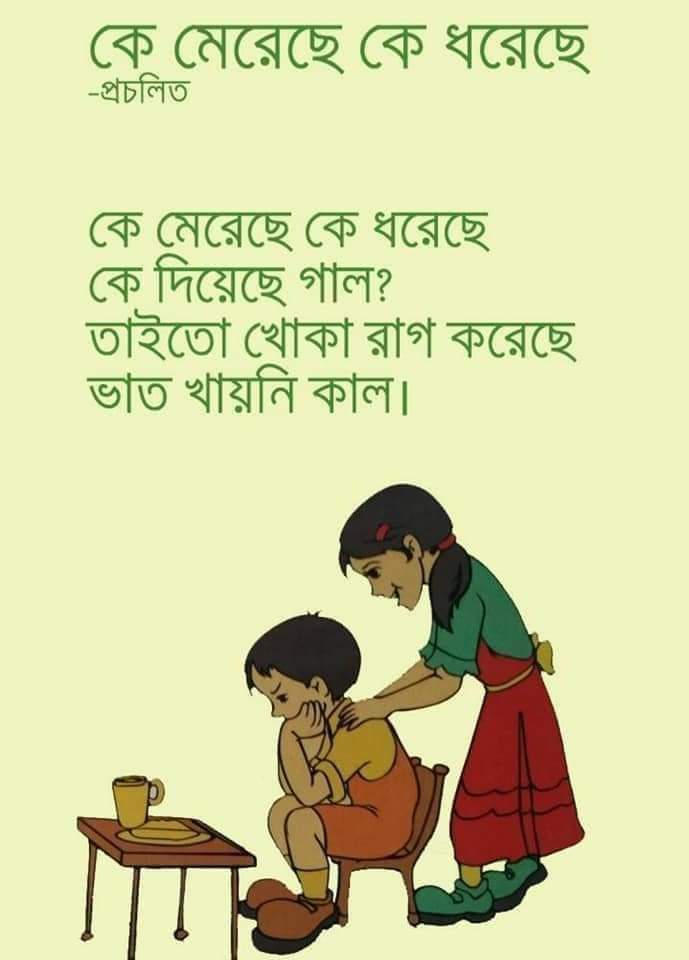 কে মেরেছে কে ধরেছে
-প্রচলিত
কে মেরেছে কে ধরেছে
কে দিয়েছে গাল?
তাইতো খোকা রাগ করেছে
ভাত খায়নি কাল।